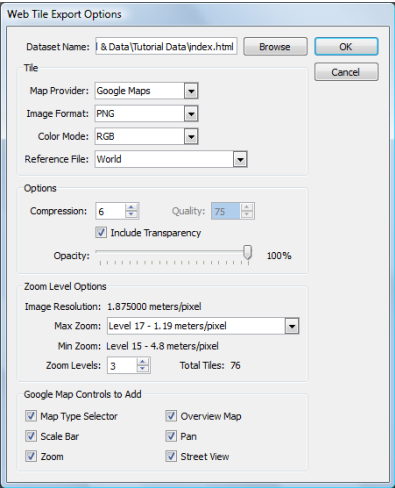 Web Tile Export Options
Dataset Name: l & Data\Tutorial Data\index.html Browse OK
Cancel
Tile
Map Provider: Google Maps
Image Format: PNG
Color Mode: RGB
Reference File: World
Options
Compression: 6 Quality: 75
Include Transparency
Opacity: 100%
Zoom Level Options
Image Resolution: 1.875000 meters/pixel
Max Zoom: Level 17 - 1.19 meters/pixel
Min Zoom: Level 15 - 4.8 meters/pixel
Zoom Levels: 3 Total Tiles: 76
Google Map Controls to Add
Map Type Selector Overview Map
Scale Bar Pan
Zoom Street View